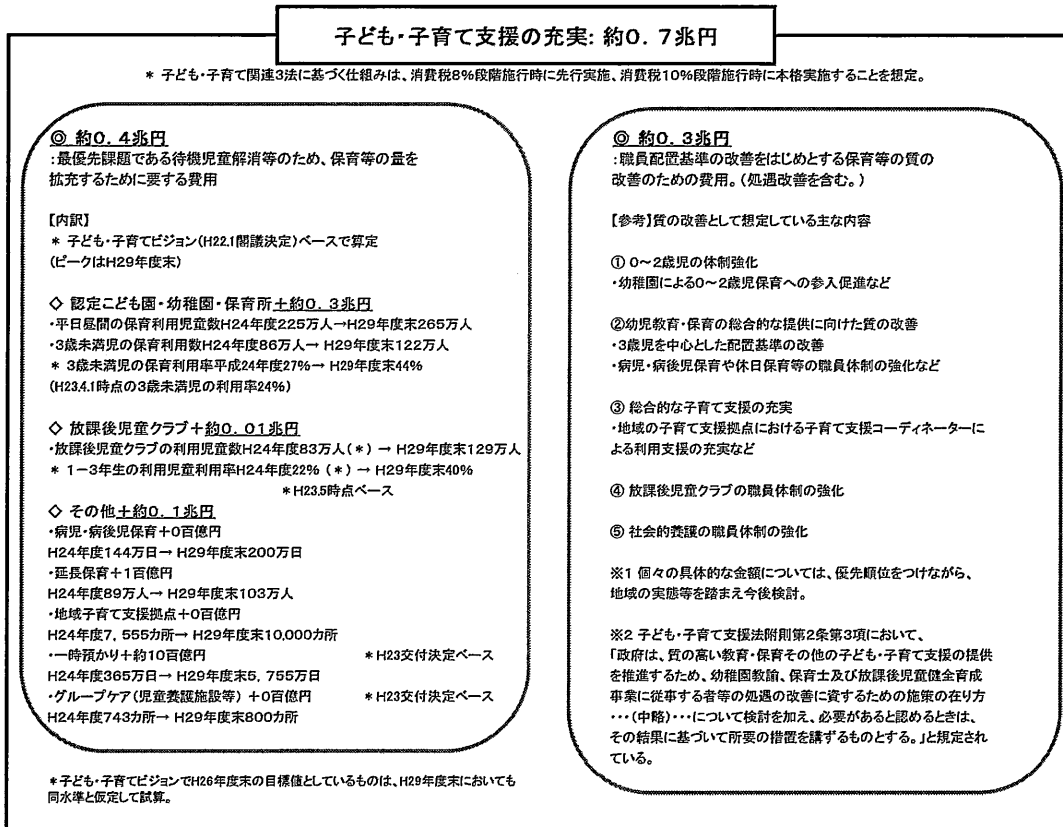 子ども・子育て支援の充実: 約0. 7兆円
* 子ども・子育て関連3法に基づく仕組みは、消費税8%段階施行時に先行実施、消費税10%段階施行時に本格実施することを想定。
◎ 約0. 4兆円
:最優先課題である待機児童解消等のため、保育等の量を
拡充するために要する費用
【内訳】
* 子ども・子育てビジョン(H22.1閣議決定)ベースで算定
(ピークはH29年度末)
◇ 認定こども園・幼稚園・保育所+約0. 3兆円
・平日昼間の保育利用児童数H24年度225万人→H29年度末265万人
・3歳未満児の保育利用数H24年度86万人→ H29年度末122万人
* 3歳未満児の保育利用率平成24年度27%→ H29年度末44%
(H23.4.1時点の3歳未満児の利用率24%)
◇ 放課後児童クラブ+約0. 01兆円
・放課後児童クラブの利用児童数H24年度83万人(*) → H29年度末129万人
* 1-3年生の利用児童利用率H24年度22% (*) → H29年度末40%
*H23.5時点ベース
◇ その他+約0. 1兆円
・病児・病後児保育+0百億円
H24年度144万日→ H29年度末200万日
・延長保育+1百億円
H24年度89万人→ H29年度末103万人
・地域子育て支援拠点+0百億円
H24年度7, 555カ所→ H29年度末10,000カ所
・一時預かり+約10百億円 *H23交付決定ベース
H24年度365万日→ H29年度末5, 755万日
・グループケア(児童養護施設等) +0百億円 *H23交付決定ベース
H24年度743カ所→ H29年度末800カ所
*子ども・子育てビジョンでH26年度末の目標値としているものは、H29年度末においても
同水準と仮定して試算。
◎ 約0. 3兆円
:職員配置基準の改善をはじめとする保育等の質の
改善のための費用。(処遇改善を含む。)
【参考】質の改善として想定している主な内容
① 0～2歳児の体制強化
・幼稚園による0～2歳児保育への参入促進など
②幼児教育・保育の総合的な提供に向けた質の改善
・3歳児を中心とした配置基準の改善
・病児・病後児保育や休日保育等の職員体制の強化など
③ 総合的な子育て支援の充実
・地域の子育て支援拠点における子育て支援コーディネーターに
よる利用支援の充実など
④ 放課後児童クラブの職員体制の強化
⑤ 社会的養護の職員体制の強化
※1 個々の具体的な金額については、優先順位をつけながら、
地域の実態等を踏まえ今後検討。
※2 子ども・子育て支援法附則第2条第3項において、
「政府は、質の高い教育・保育その他の子ども・子育て支援の提供
を推進するため、幼稚園教諭、保育士及び放課後児童健全育成
事業に従事する者等の処遇の改善に資するための施策の在り方
・・・(中略)・・・について検討を加え、必要があると認めるときは、
その結果に基づいて所要の措置を講ずるものとする。」と規定され
ている。